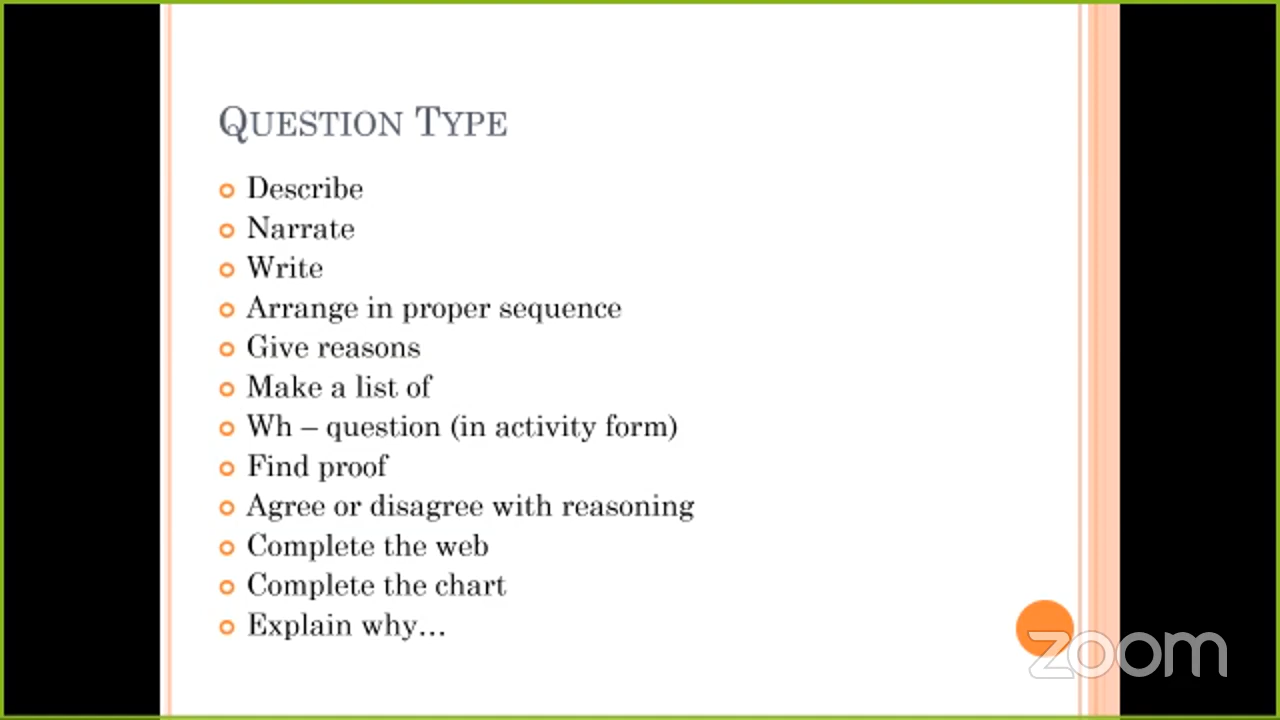 QUESTION TYPE
Describe
Narrate
Write
Arrange in proper sequence
Give reasons
Make a list of
Wh – question (in activity form)
Find proof
Agree or disagree with reasoning
Complete the web
Complete the chart
Explain why...
zoom